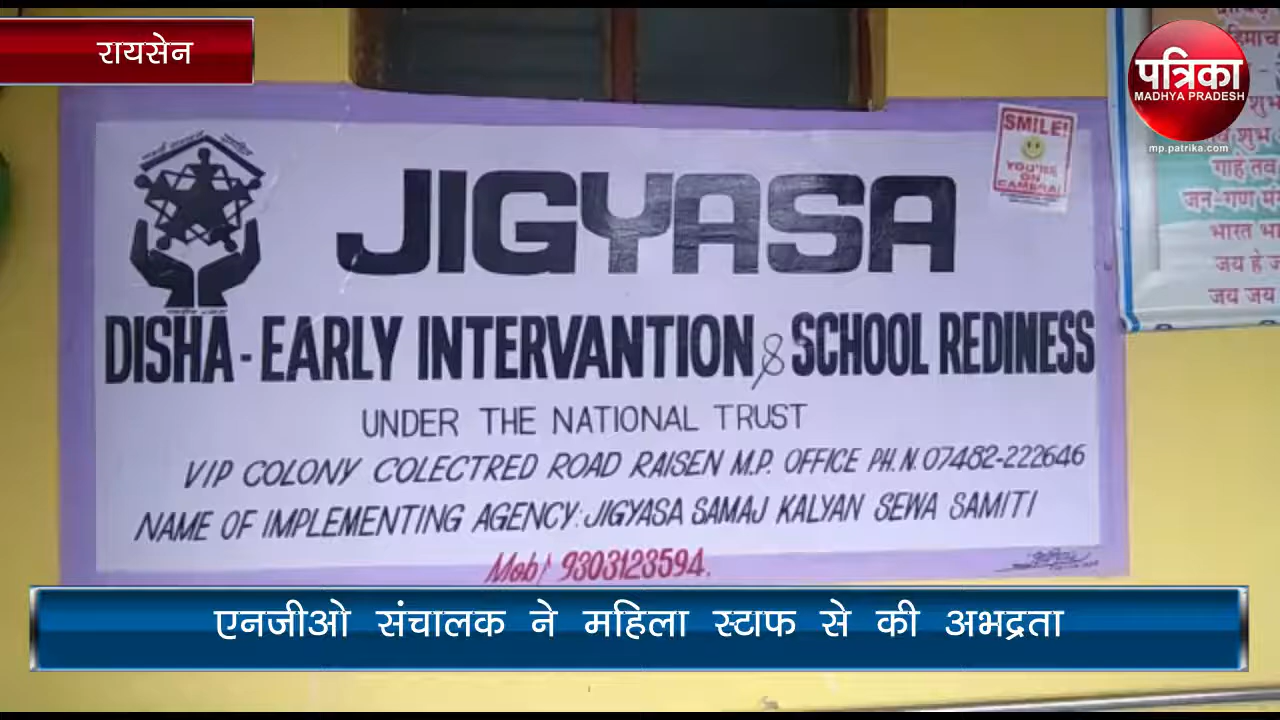 रायसेन
पत्रिका
MADHYA PRADESH
mp.patrika.com
SMILE!
YOU'RE
ON
CAMERA!
JIGYASA
DISHA - EARLY INTERVANTION & SCHOOL REDINESS
UNDER THE NATIONAL TRUST
VIP COLONY COLECTRED ROAD RAISEN M.P. OFFICE PH. N. 07482-222646
NAME OF IMPLEMENTING AGENCY: JIGYASA SAMAJ KALYAN SEWA SAMITI
Mob! 9303123594.
शुभ
गाहे तव
जन-गण मं
भारत भा
जय हे ज
जय जय
एनजीओ संचालक ने महिला स्टाफ से की अभद्रता